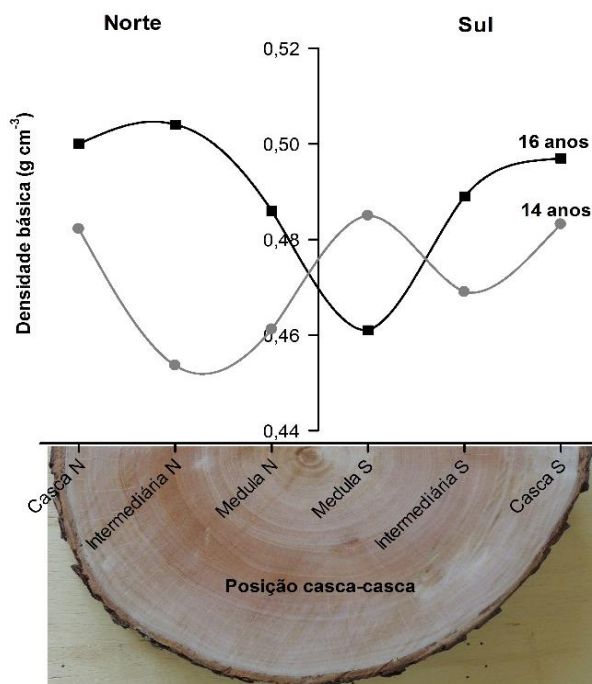 Norte Sul
Densidade básica (g cm⁻³)
0,52
0,50
0,48
0,46
0,44
16 anos
14 anos
Casca N
Intermediária N
Medula N
Medula S
Intermediária S
Casca S
Posição casca-casca